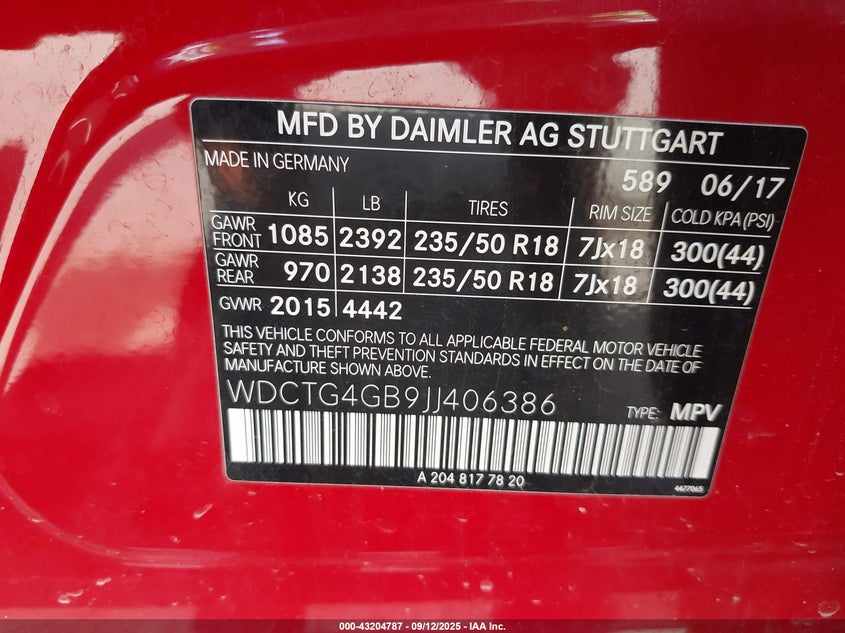 MFD BY DAIMLER AG STUTTGART
MADE IN GERMANY 589 06/17
KG LB TIRES RIM SIZE COLD KPA(PSI)
GAWR FRONT 1085 2392 235/50 R18 7Jx18 300(44)
GAWR REAR 970 2138 235/50 R18 7Jx18 300(44)
GVWR 2015 4442
THIS VEHICLE CONFORMS TO ALL APPLICABLE FEDERAL MOTOR VEHICLE
SAFETY AND THEFT PREVENTION STANDARDS IN EFFECT ON THE DATE OF
MANUFACTURE SHOWN ABOVE.
WDCTG4GB9JJ406386 TYPE: MPV
A 204 817 78 20 4477065
000-43204787 - 09/12/2025 - IAA Inc.